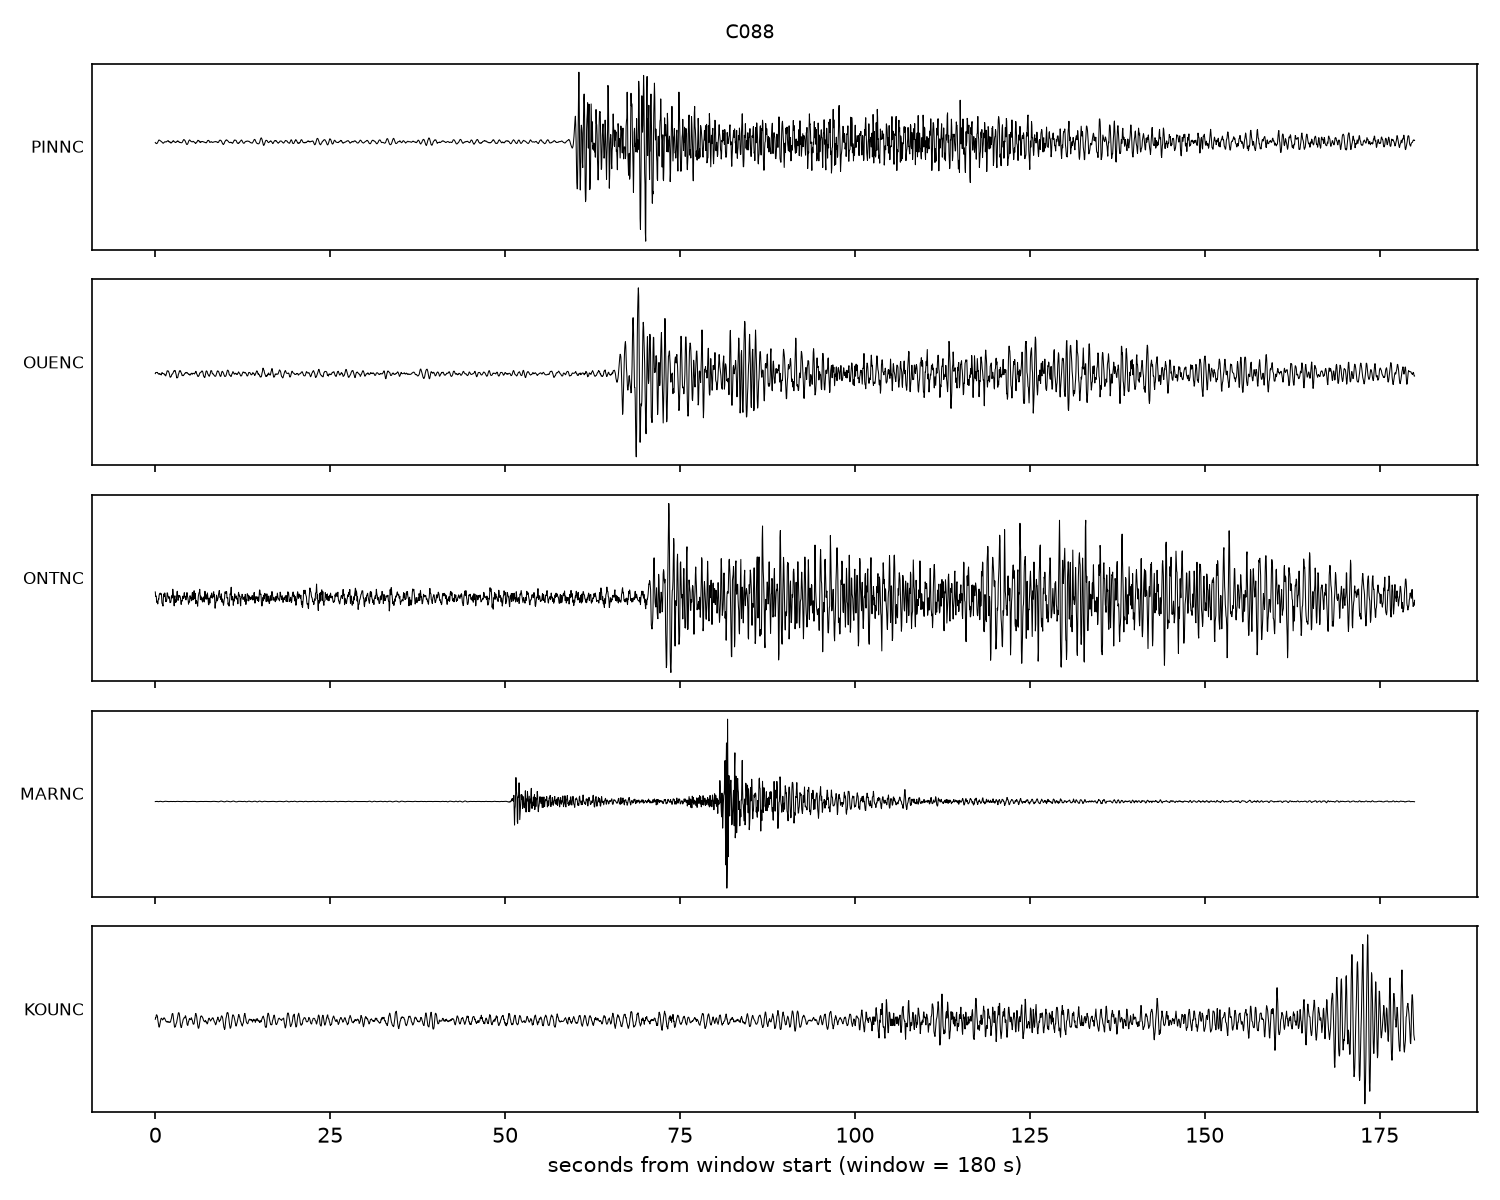 C088
PINNC
OUENC
ONTNC
MARNC
KOUNC
0 25 50 75 100 125 150 175
seconds from window start (window = 180 s)